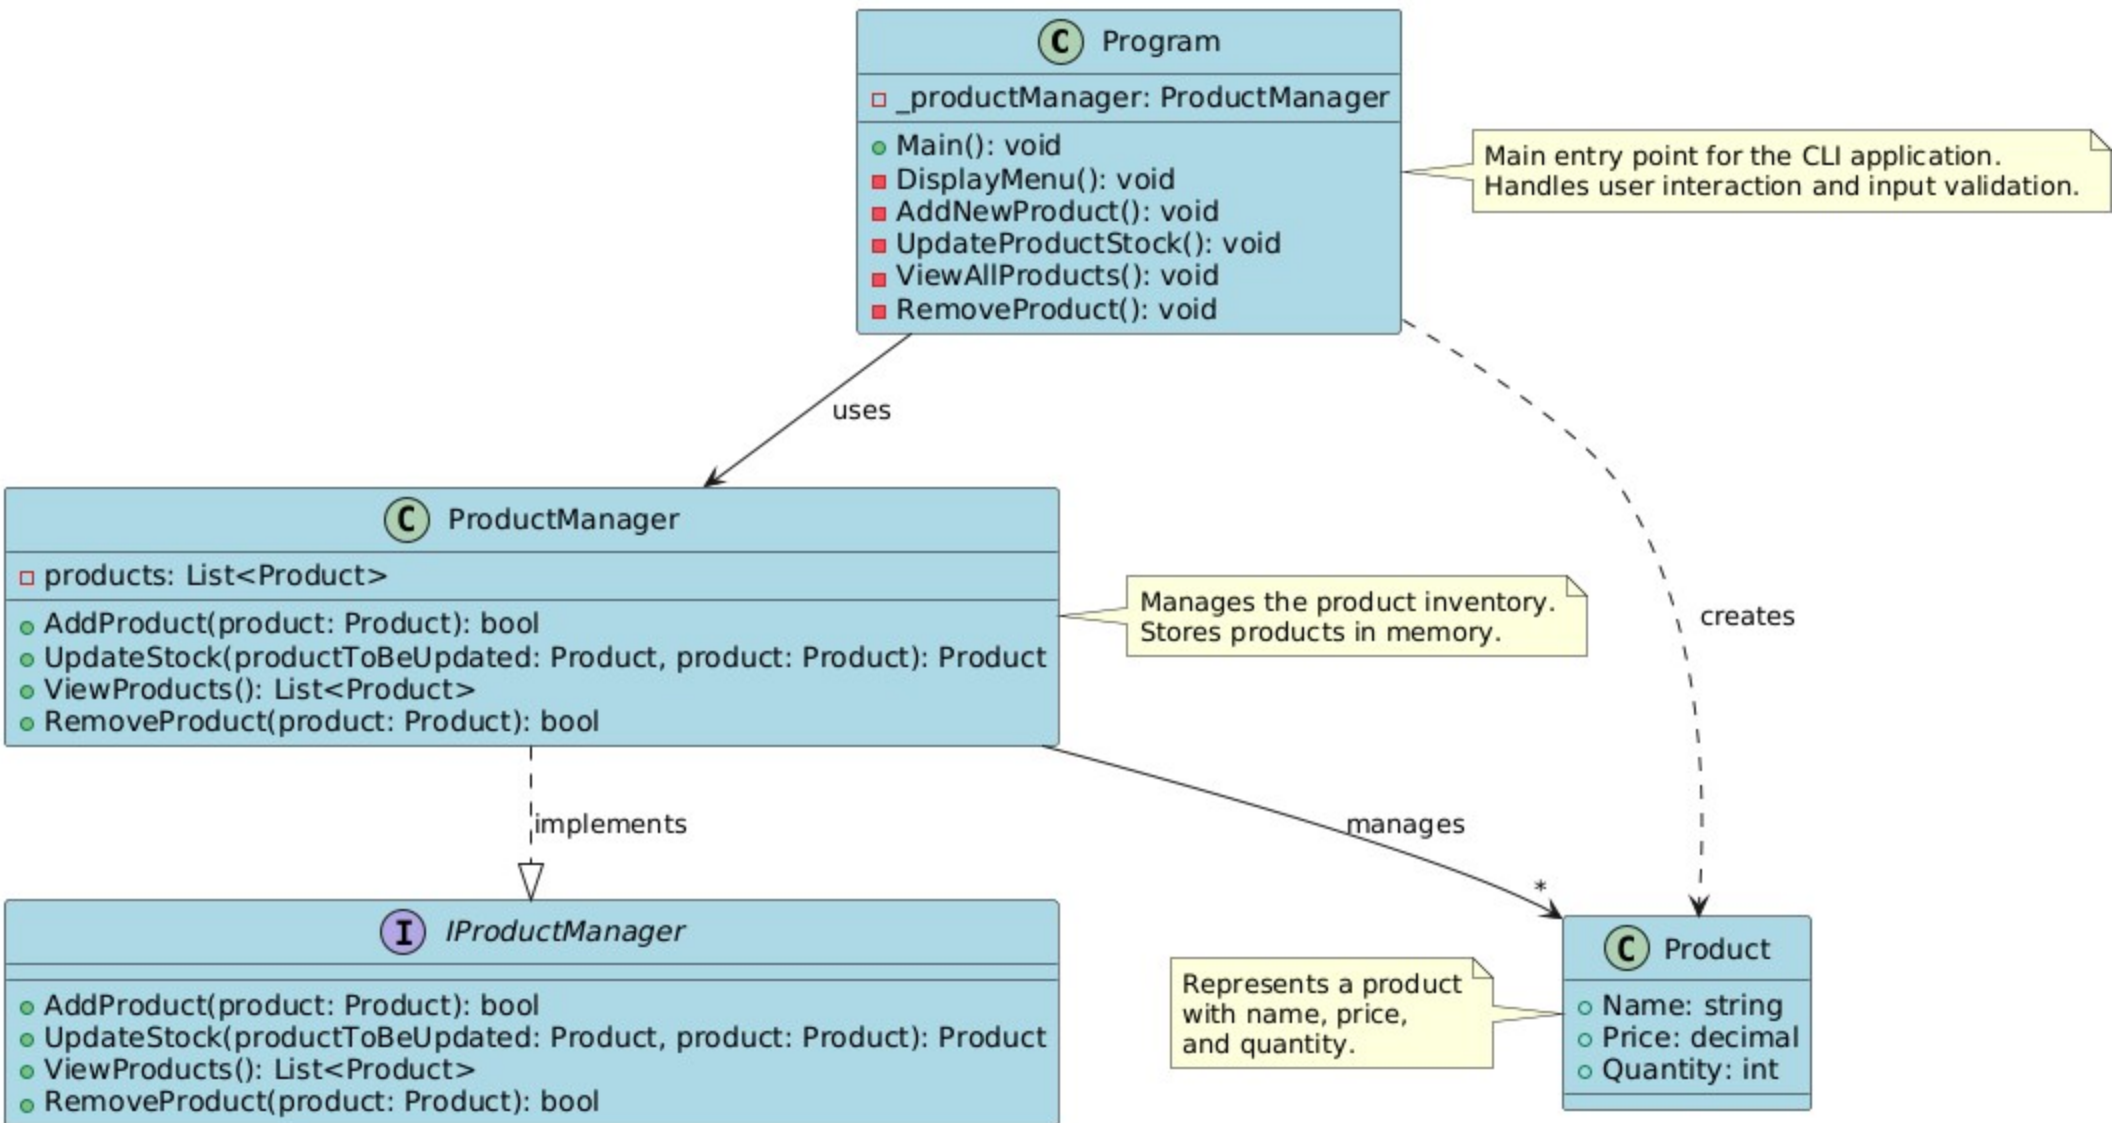 C Program
_productManager: ProductManager
Main(): void
DisplayMenu(): void
AddNewProduct(): void
UpdateProductStock(): void
ViewAllProducts(): void
RemoveProduct(): void
Main entry point for the CLI application.
Handles user interaction and input validation.
uses
creates
C ProductManager
products: List<Product>
AddProduct(product: Product): bool
UpdateStock(productToBeUpdated: Product, product: Product): Product
ViewProducts(): List<Product>
RemoveProduct(product: Product): bool
Manages the product inventory.
Stores products in memory.
implements
manages
*
I IProductManager
AddProduct(product: Product): bool
UpdateStock(productToBeUpdated: Product, product: Product): Product
ViewProducts(): List<Product>
RemoveProduct(product: Product): bool
Represents a product
with name, price,
and quantity.
C Product
Name: string
Price: decimal
Quantity: int